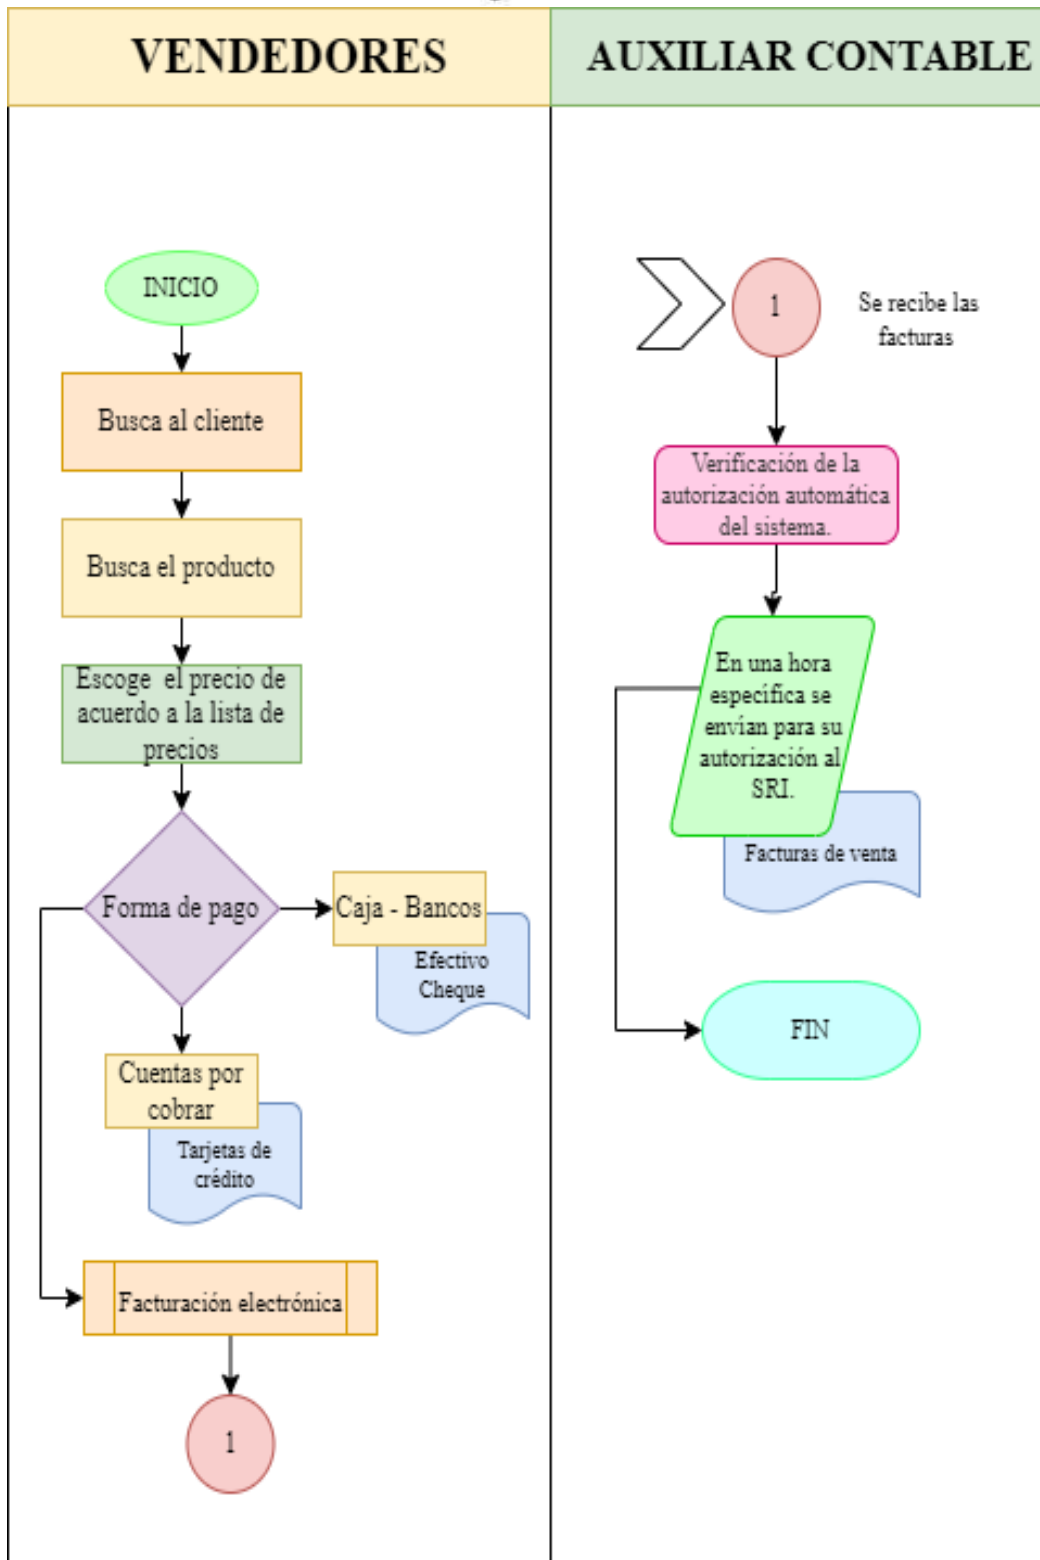 VENDEDORES
INICIO
Busca al cliente
Busca el producto
Escoge el precio de
acuerdo a la lista de
precios
Forma de pago
Caja - Bancos
Efectivo
Cheque
Cuentas por
cobrar
Tarjetas de
crédito
Facturación electrónica
1
AUXILIAR CONTABLE
1
Se recibe las
facturas
Verificación de la
autorización automática
del sistema.
En una hora
específica se
envían para su
autorización al
SRI.
Facturas de venta
FIN